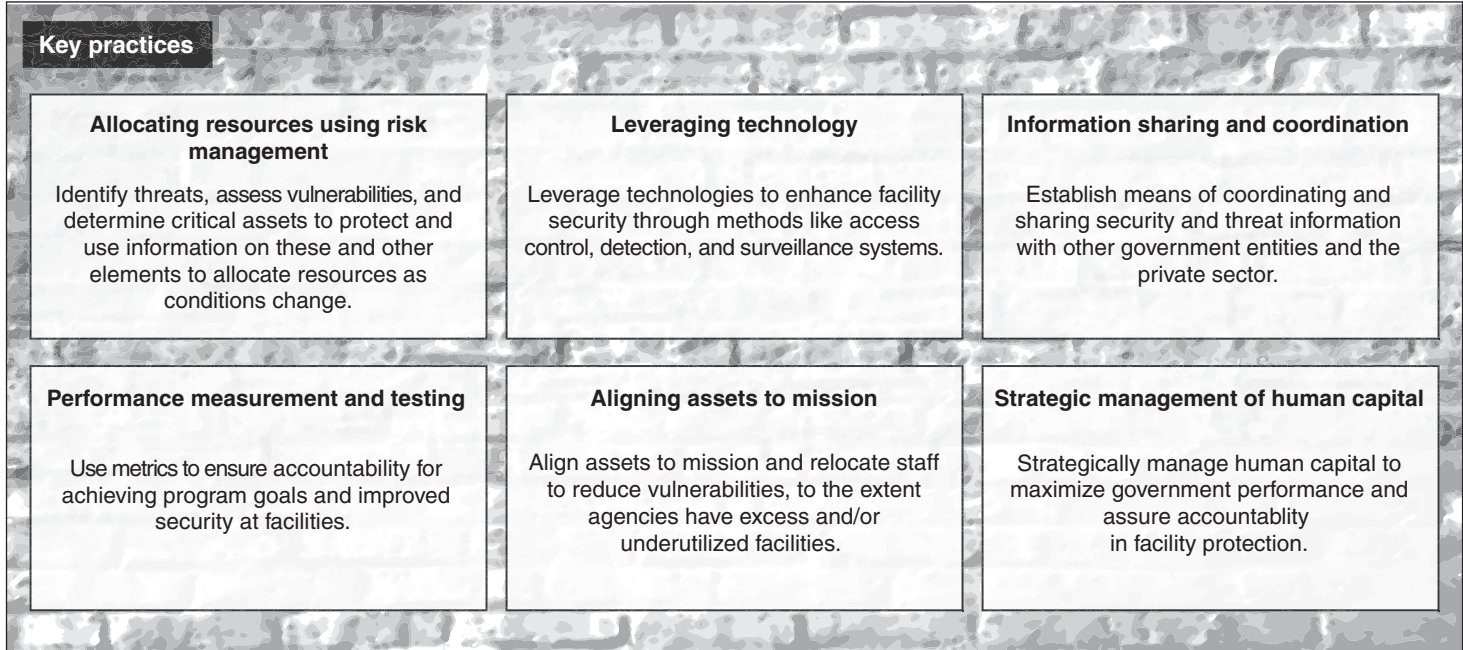 Key practices
Allocating resources using risk
management
Identify threats, assess vulnerabilities, and
determine critical assets to protect and
use information on these and other
elements to allocate resources as
conditions change.
Leveraging technology
Leverage technologies to enhance facility
security through methods like access
control, detection, and surveillance systems.
Information sharing and coordination
Establish means of coordinating and
sharing security and threat information
with other government entities and the
private sector.
Performance measurement and testing
Use metrics to ensure accountability for
achieving program goals and improved
security at facilities.
Aligning assets to mission
Align assets to mission and relocate staff
to reduce vulnerabilities, to the extent
agencies have excess and/or
underutilized facilities.
Strategic management of human capital
Strategically manage human capital to
maximize government performance and
assure accountablity
in facility protection.